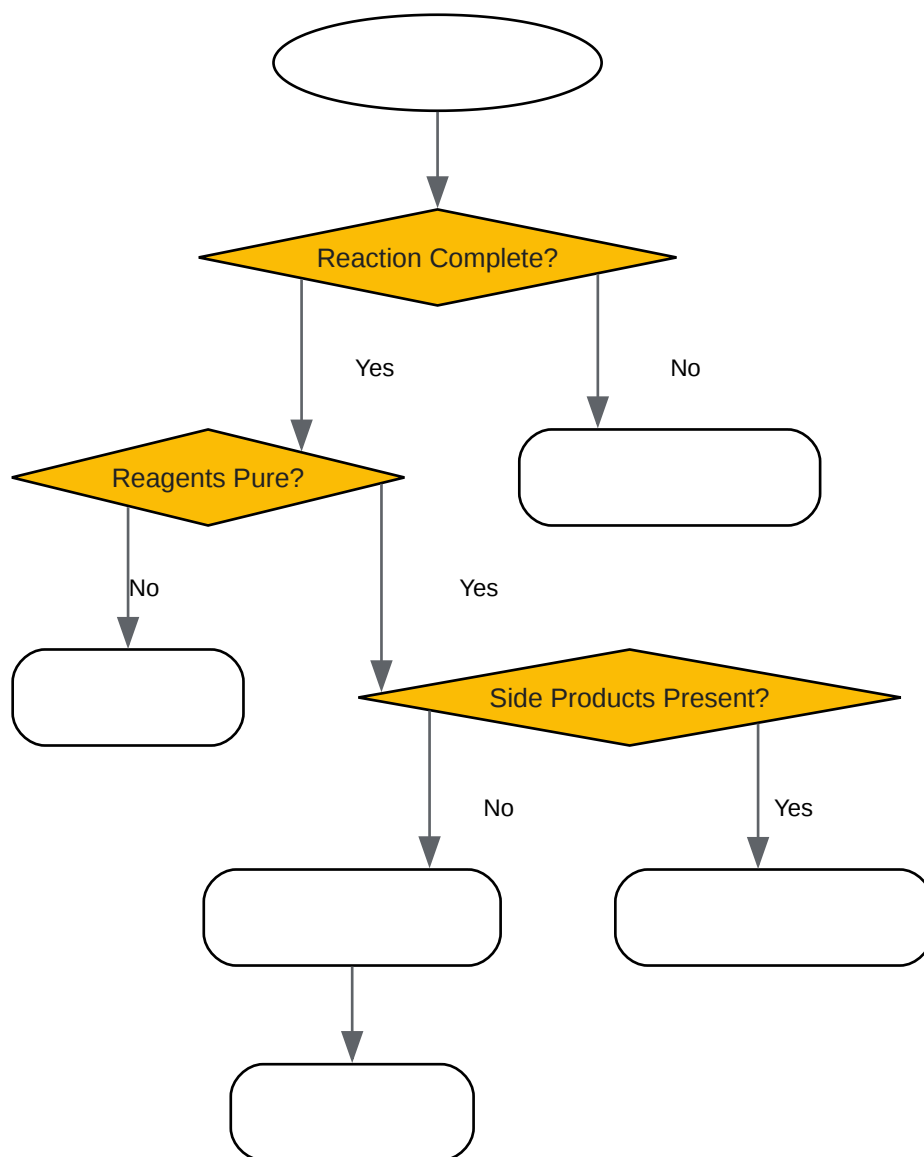 Reaction Complete?
Yes
No
Reagents Pure?
No
Yes
Side Products Present?
No
Yes